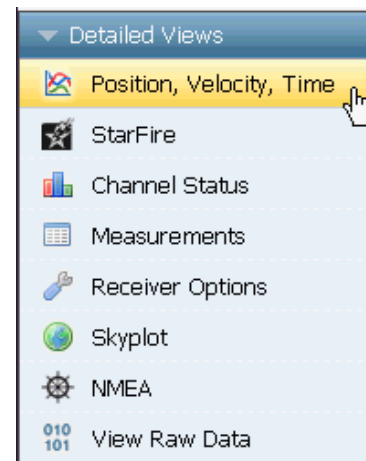 Detailed Views
Position, Velocity, Time
StarFire
Channel Status
Measurements
Receiver Options
Skyplot
NMEA
010
101
View Raw Data